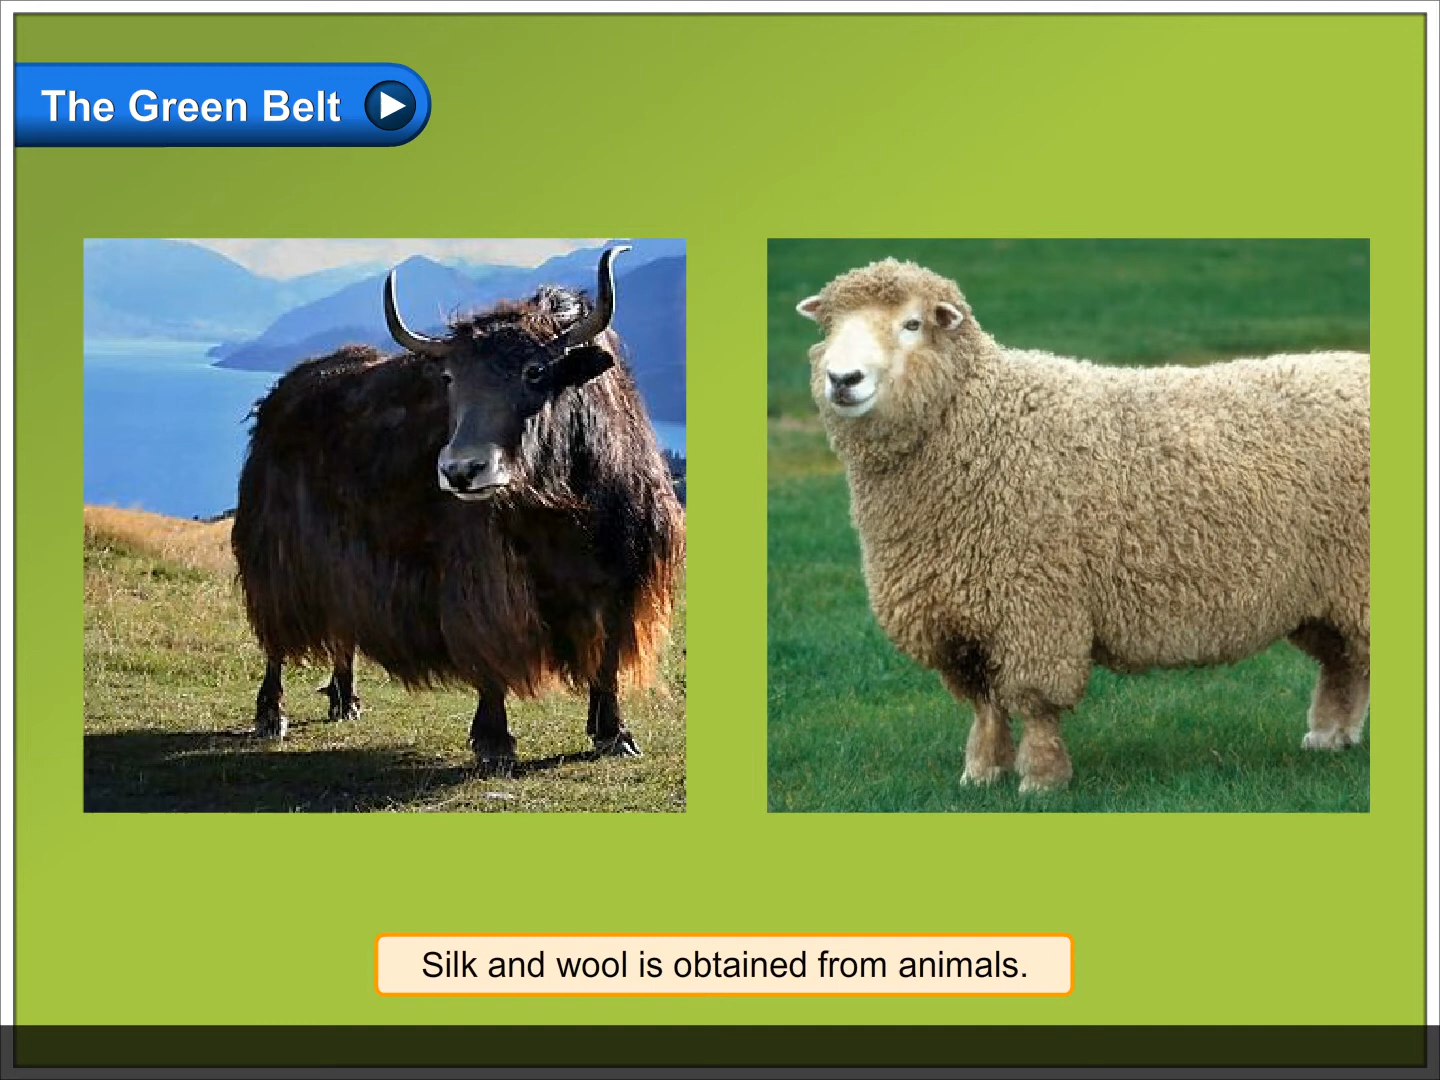 The Green Belt
Silk and wool is obtained from animals.